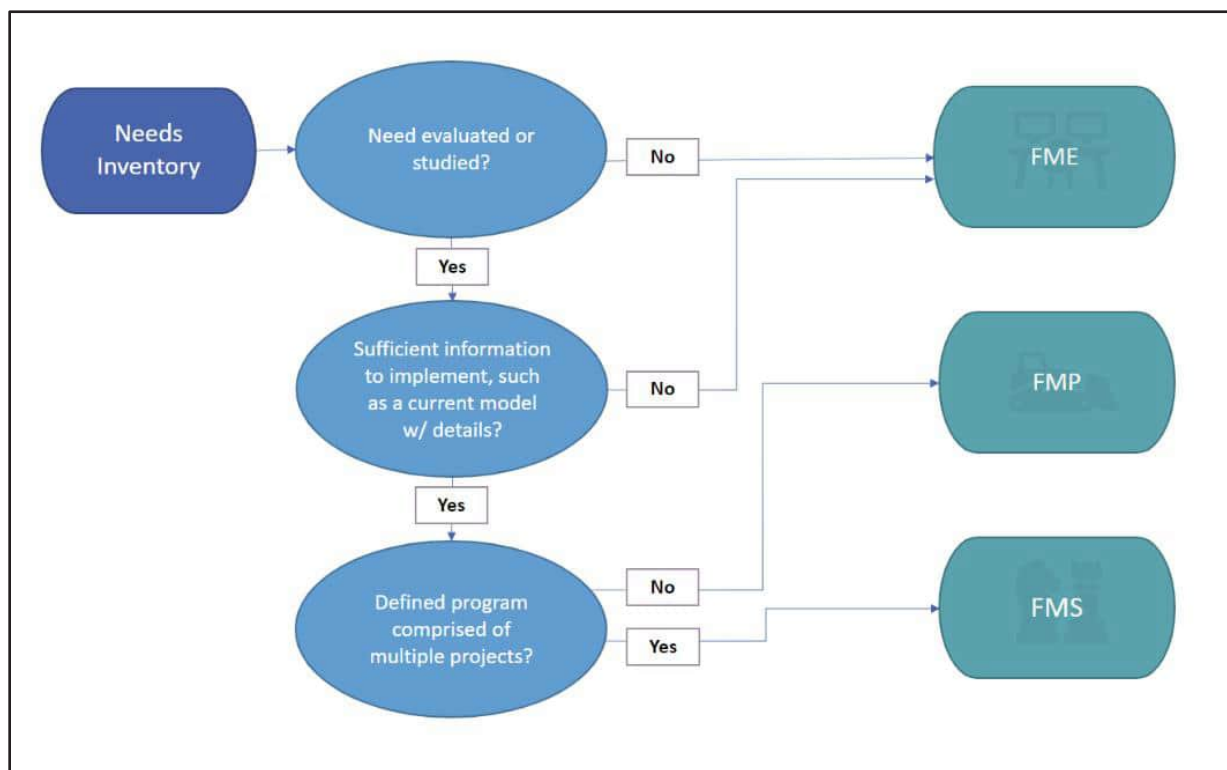 Needs
Inventory
Need evaluated or
studied?
No
FME
Yes
Sufficient information
to implement, such
as a current model
w/ details?
No
FMP
Yes
Defined program
comprised of
multiple projects?
No
Yes
FMS